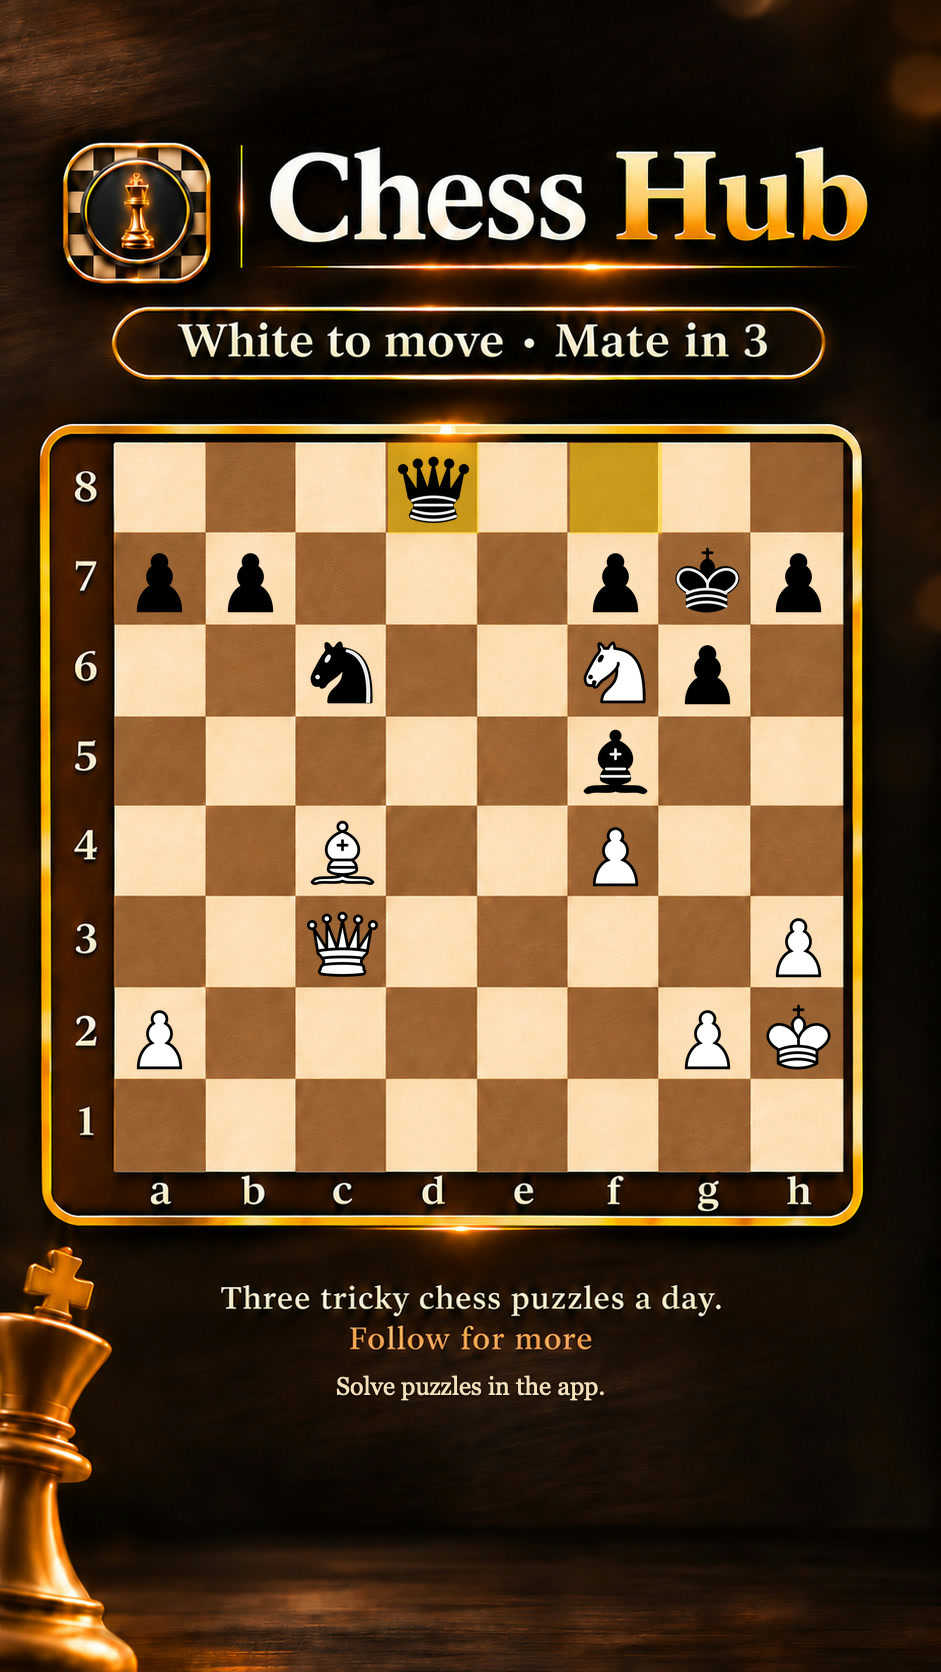 Chess Hub
White to move • Mate in 3
8
7
6
5
4
3
2
1
a b c d e f g h
Three tricky chess puzzles a day.
Follow for more
Solve puzzles in the app.